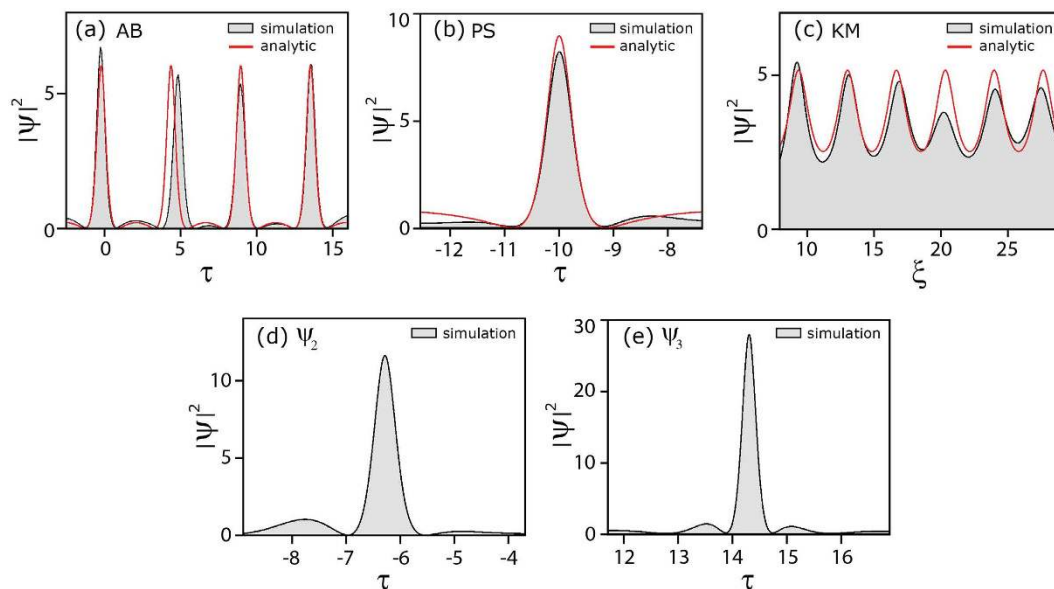 (a) AB
simulation
analytic
|ψ|²
5
0
0 5 10 15
τ
(b) PS
simulation
analytic
|ψ|²
10
5
0
-12 -11 -10 -9 -8
τ
(c) KM
simulation
analytic
|ψ|²
5
0
10 15 20 25
ξ
(d) ψ₂
simulation
|ψ|²
10
5
0
-8 -7 -6 -5 -4
τ
(e) ψ₃
simulation
|ψ|²
30
20
10
0
12 13 14 15 16
τ